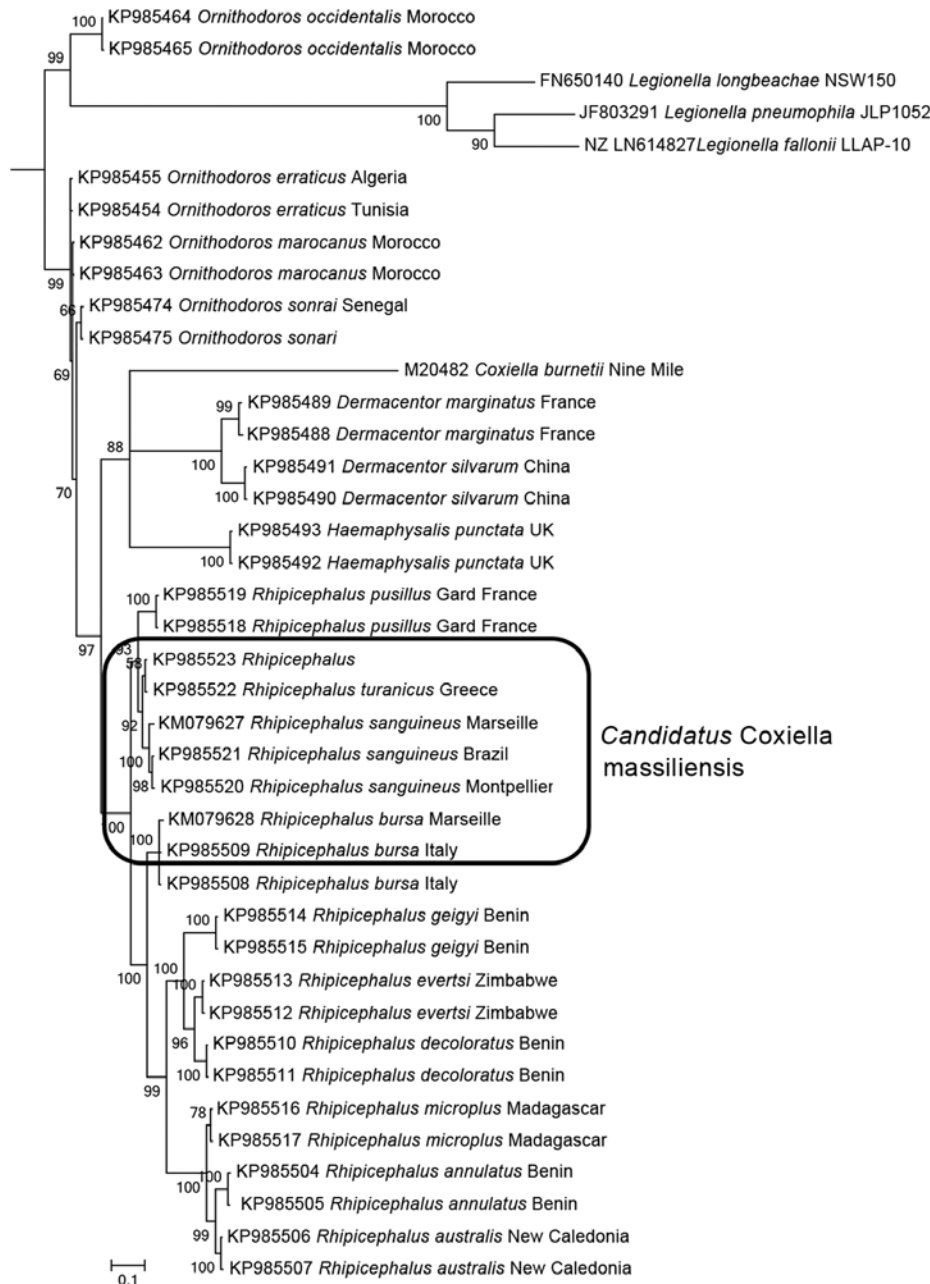 100
KP985464 Ornithodoros occidentalis Morocco
99
KP985465 Ornithodoros occidentalis Morocco
FN650140 Legionella longbeachae NSW150
100
JF803291 Legionella pneumophila JLP1052
90
NZ LN614827Legionella fallonii LLAP-10
KP985455 Ornithodoros erraticus Algeria
KP985454 Ornithodoros erraticus Tunisia
KP985462 Ornithodoros marocanus Morocco
99
KP985463 Ornithodoros marocanus Morocco
66
KP985474 Ornithodoros sonrai Senegal
KP985475 Ornithodoros sonari
69
M20482 Coxiella burnetii Nine Mile
99
KP985489 Dermacentor marginatus France
88
KP985488 Dermacentor marginatus France
100
KP985491 Dermacentor silvarum China
70
100
KP985490 Dermacentor silvarum China
KP985493 Haemaphysalis punctata UK
100
KP985492 Haemaphysalis punctata UK
100
KP985519 Rhipicephalus pusillus Gard France
KP985518 Rhipicephalus pusillus Gard France
97
93
58
KP985523 Rhipicephalus
KP985522 Rhipicephalus turanicus Greece
92
KM079627 Rhipicephalus sanguineus Marseille
100
KP985521 Rhipicephalus sanguineus Brazil
98
KP985520 Rhipicephalus sanguineus Montpellier
Candidatus Coxiella
massiliensis
100
KM079628 Rhipicephalus bursa Marseille
100
KP985509 Rhipicephalus bursa Italy
KP985508 Rhipicephalus bursa Italy
100
KP985514 Rhipicephalus geigyi Benin
KP985515 Rhipicephalus geigyi Benin
100
100
100
KP985513 Rhipicephalus evertsi Zimbabwe
KP985512 Rhipicephalus evertsi Zimbabwe
96
KP985510 Rhipicephalus decoloratus Benin
99
100
KP985511 Rhipicephalus decoloratus Benin
78
KP985516 Rhipicephalus microplus Madagascar
KP985517 Rhipicephalus microplus Madagascar
100
100
KP985504 Rhipicephalus annulatus Benin
KP985505 Rhipicephalus annulatus Benin
99
KP985506 Rhipicephalus australis New Caledonia
100
KP985507 Rhipicephalus australis New Caledonia
0.1